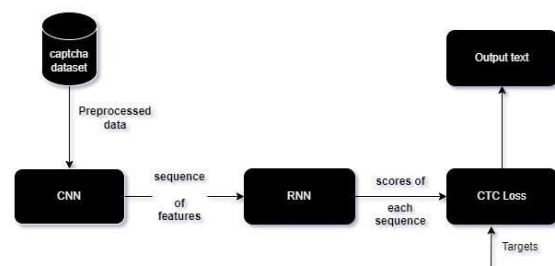 captcha
dataset
Output text
Preprocessed
data
CNN
sequence
of
features
RNN
scores of
each
sequence
CTC Loss
Targets